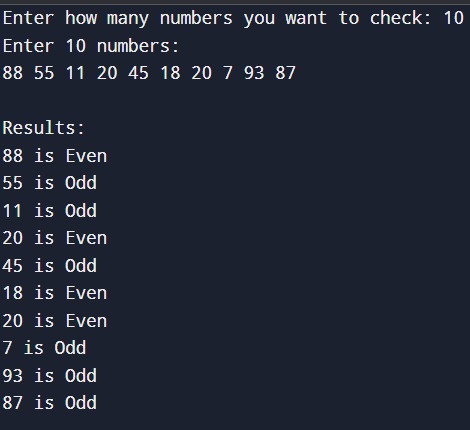 Enter how many numbers you want to check: 10
Enter 10 numbers:
88 55 11 20 45 18 20 7 93 87

Results:
88 is Even
55 is Odd
11 is Odd
20 is Even
45 is Odd
18 is Even
20 is Even
7 is Odd
93 is Odd
87 is Odd